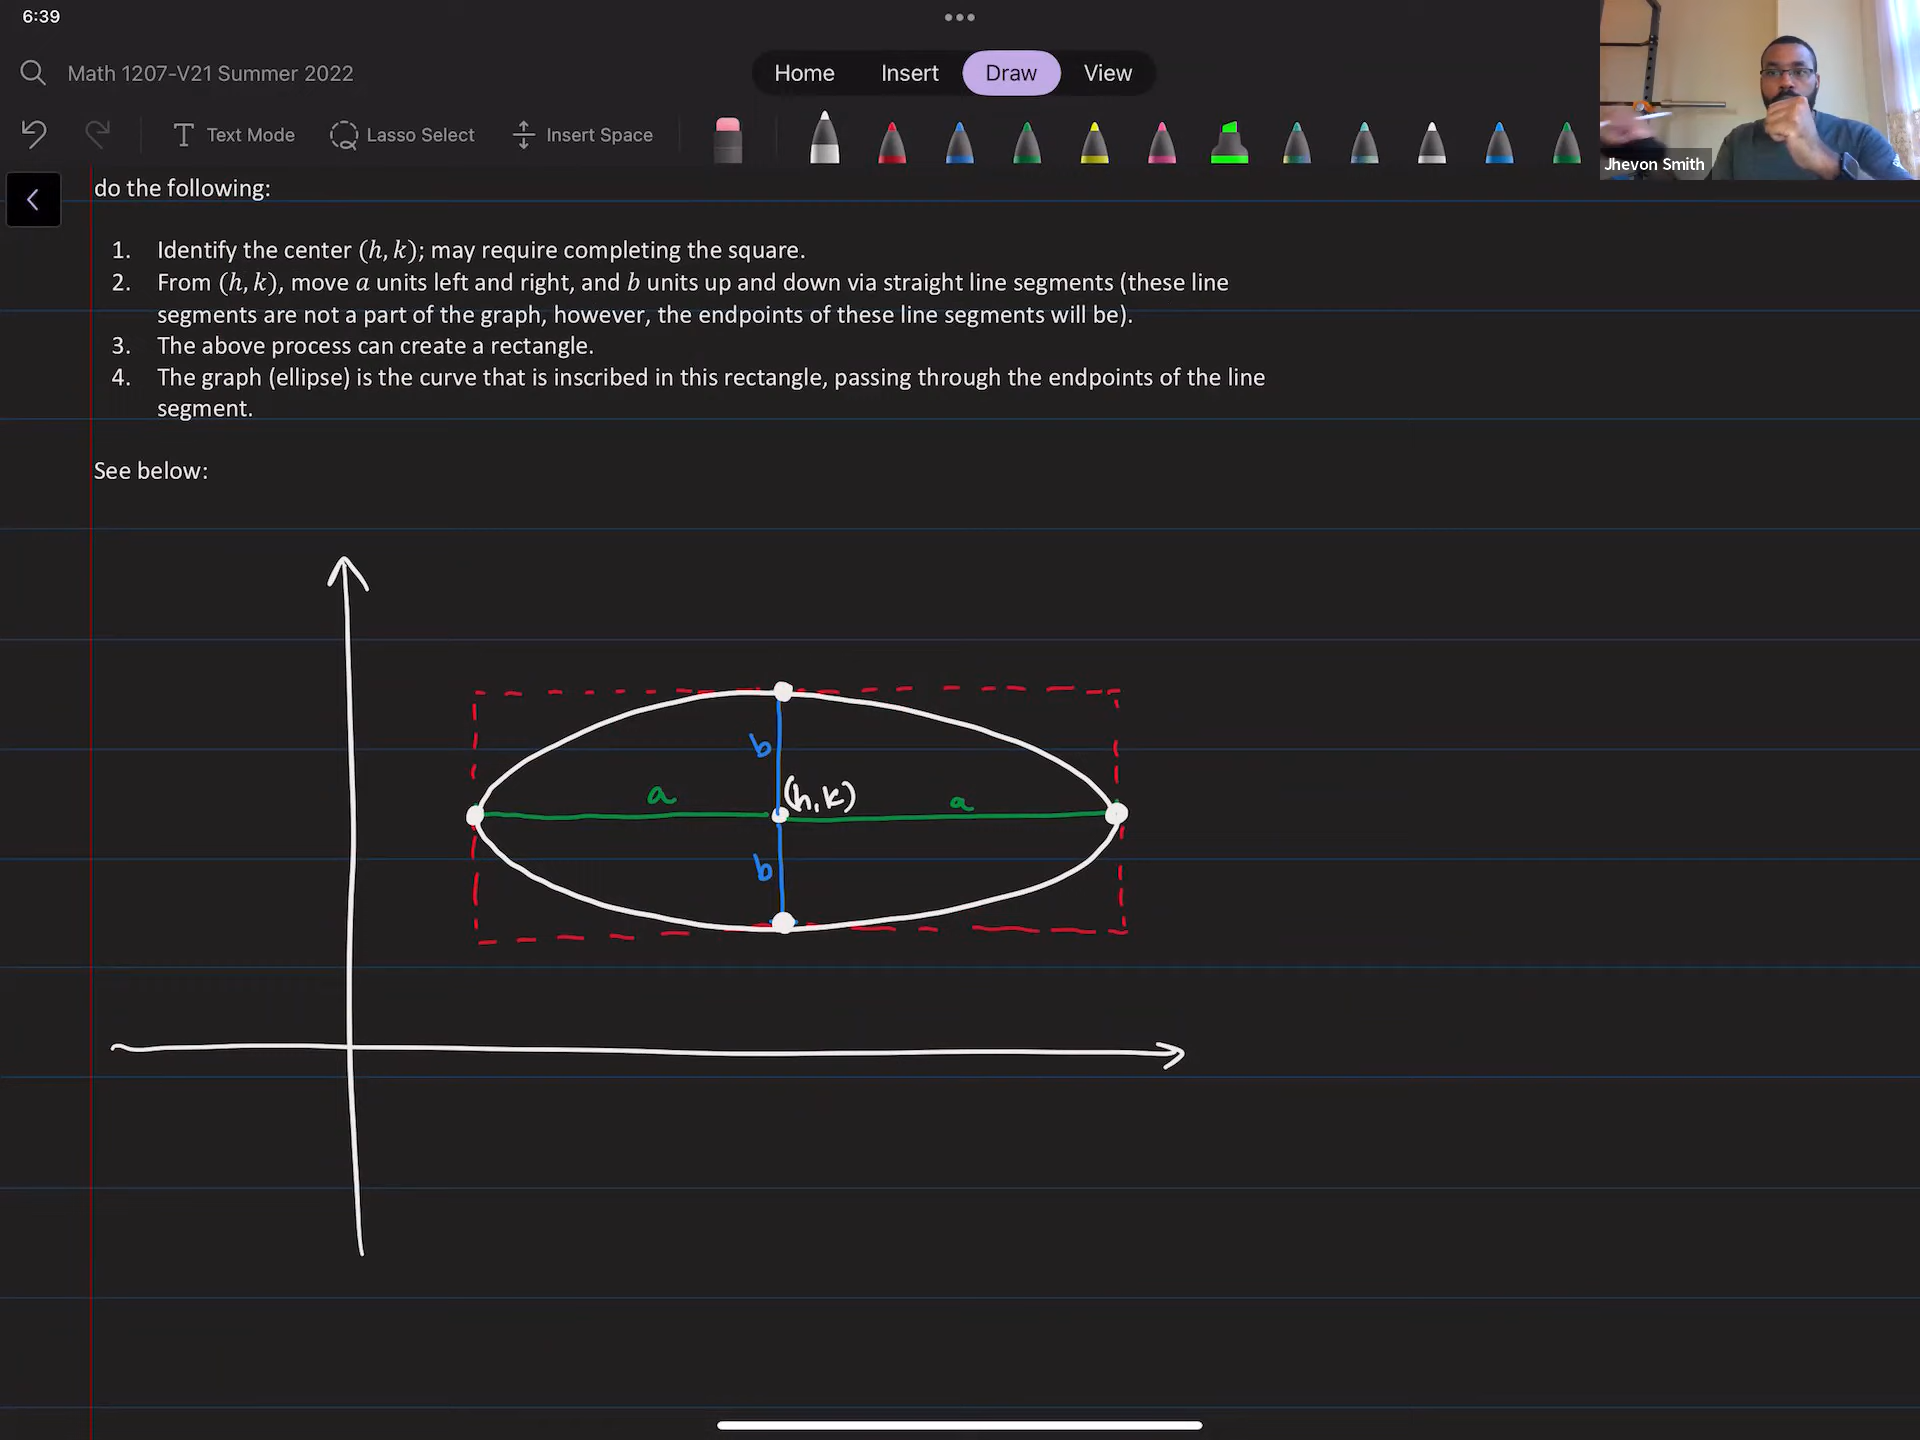 6:39
Math 1207-V21 Summer 2022
Home Insert Draw View
Text Mode Lasso Select Insert Space
Jhevon Smith
do the following:
1. Identify the center (h, k); may require completing the square.
2. From (h, k), move a units left and right, and b units up and down via straight line segments (these line
segments are not a part of the graph, however, the endpoints of these line segments will be).
3. The above process can create a rectangle.
4. The graph (ellipse) is the curve that is inscribed in this rectangle, passing through the endpoints of the line
segment.
See below:
b
a (h,k) a
b